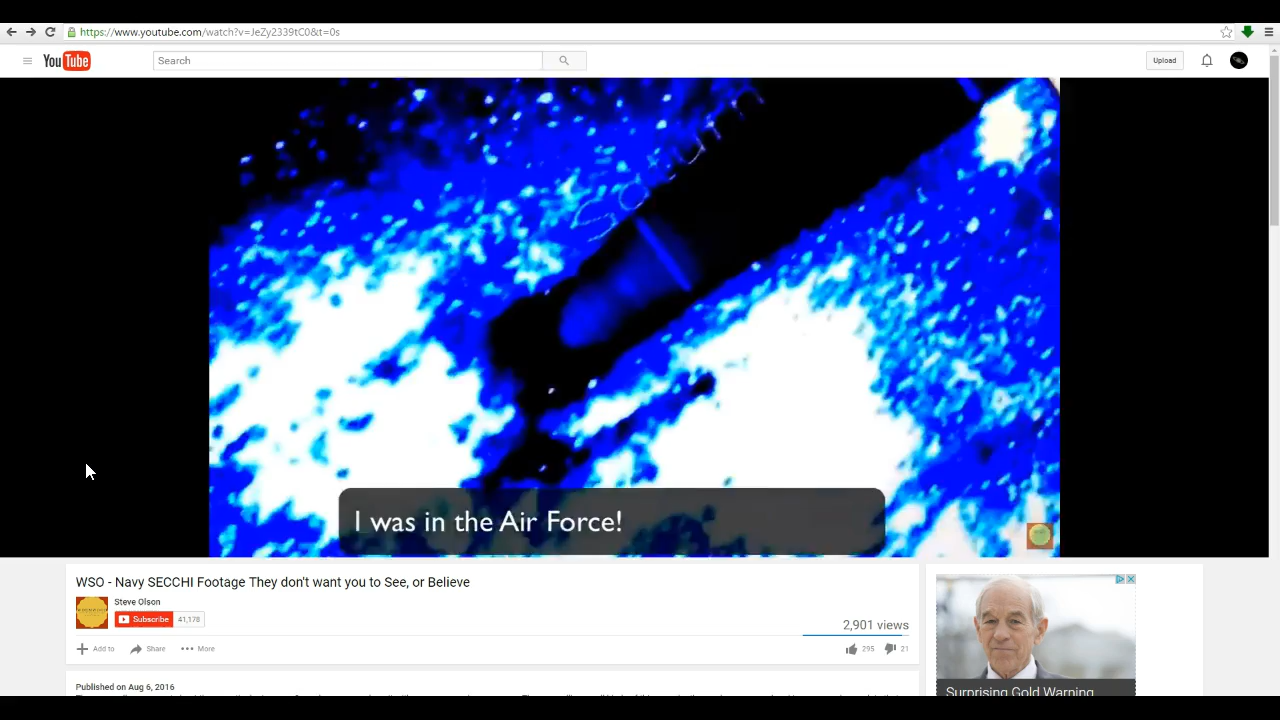 https://www.youtube.com/watch?v=JeZy2339tC0&t=0s
YouTube
Search
Upload
I was in the Air Force!
WSO - Navy SECCHI Footage They don't want you to See, or Believe
Steve Olson
Subscribe 41,178
2,901 views
Add to Share More 295 21
Published on Aug 6, 2016
Surprising Gold Warning